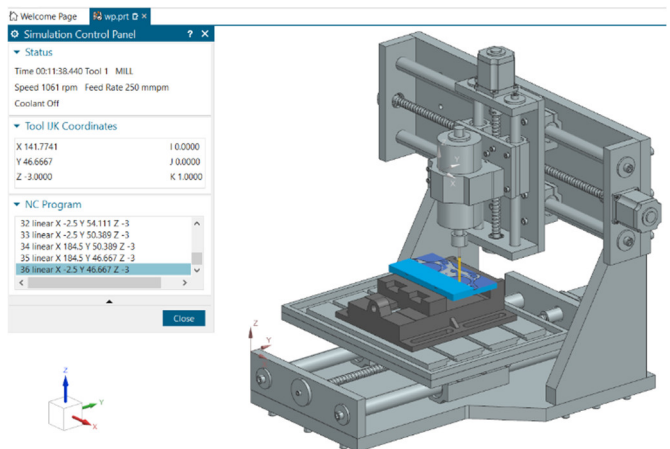 Welcome Page
wp.prt
Simulation Control Panel
Status
Time 00:11:38.440 Tool 1 MILL
Speed 1061 rpm Feed Rate 250 mmpm
Coolant Off
Tool IJK Coordinates
X 141.7741 I 0.0000
Y 46.6667 J 0.0000
Z -3.0000 K 1.0000
NC Program
32 linear X -2.5 Y 54.111 Z -3
33 linear X -2.5 Y 50.389 Z -3
34 linear X 184.5 Y 50.389 Z -3
35 linear X 184.5 Y 46.667 Z -3
36 linear X -2.5 Y 46.667 Z -3
Close
Z
Y
X
Y
X
Z
Y